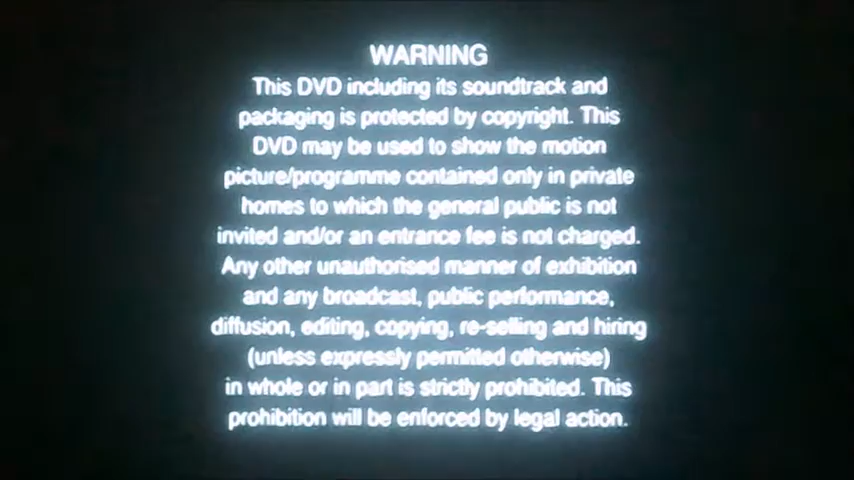 WARNING
This DVD including its soundtrack and
packaging is protected by copyright. This
DVD may be used to show the motion
picture/programme contained only in private
homes to which the general public is not
invited and/or an entrance fee is not charged.
Any other unauthorised manner of exhibition
and any broadcast, public performance,
diffusion, editing, copying, re-selling and hiring
(unless expressly permitted otherwise)
in whole or in part is strictly prohibited. This
prohibition will be enforced by legal action.